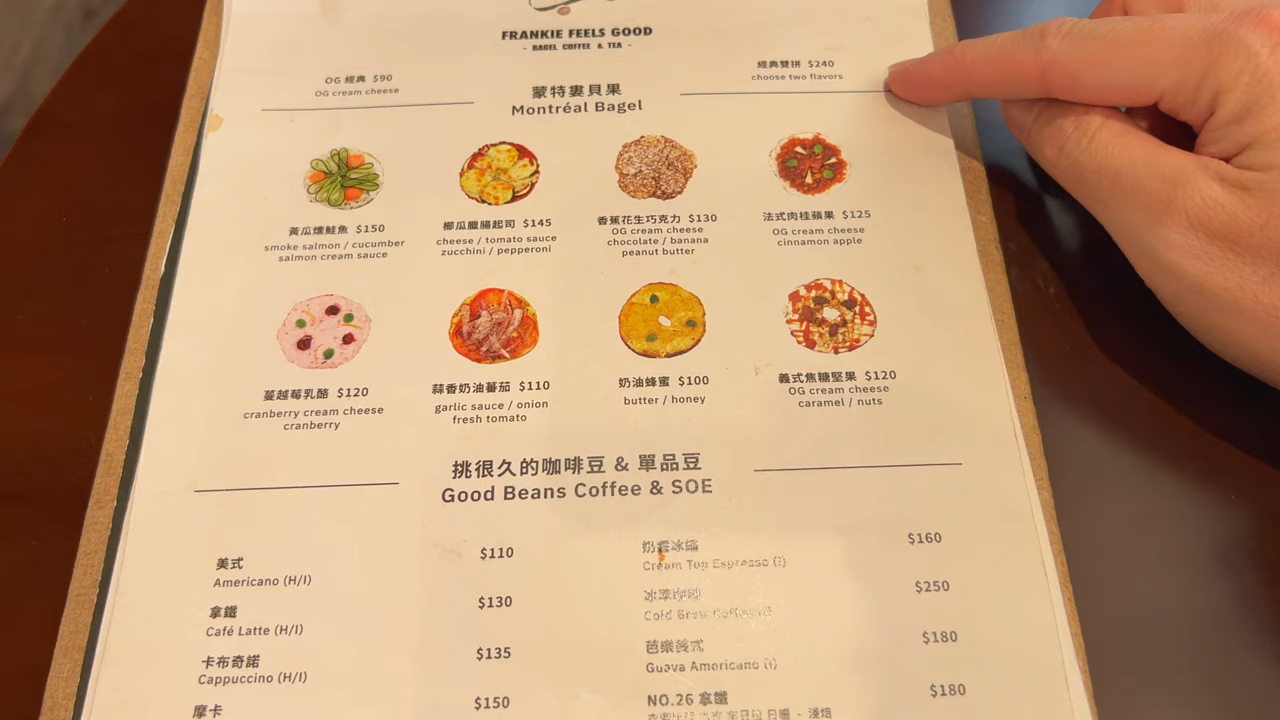 FRANKIE FEELS GOOD
- BAGEL COFFEE & TEA -
OG 經典 $90
OG cream cheese
蒙特婁貝果
Montréal Bagel
經典雙拼 $240
choose two flavors
黃瓜燻鮭魚 $150
smoke salmon / cucumber
salmon cream sauce
櫛瓜臘腸起司 $145
cheese / tomato sauce
zucchini / pepperoni
香蕉花生巧克力 $130
OG cream cheese
chocolate / banana
peanut butter
法式肉桂蘋果 $125
OG cream cheese
cinnamon apple
蔓越莓乳酪 $120
cranberry cream cheese
cranberry
蒜香奶油蕃茄 $110
garlic sauce / onion
fresh tomato
奶油蜂蜜 $100
butter / honey
義式焦糖堅果 $120
OG cream cheese
caramel / nuts
挑很久的咖啡豆 & 單品豆
Good Beans Coffee & SOE
美式 $110
Americano (H/I)
拿鐵 $130
Café Latte (H/I)
卡布奇諾 $135
Cappuccino (H/I)
摩卡 $150
$160
Cream Top Espresso (I)
$250
Cold Brew Coffee (I)
芭樂美式 $180
Guava Americano (I)
NO.26 拿鐵 $180
- 淺焙